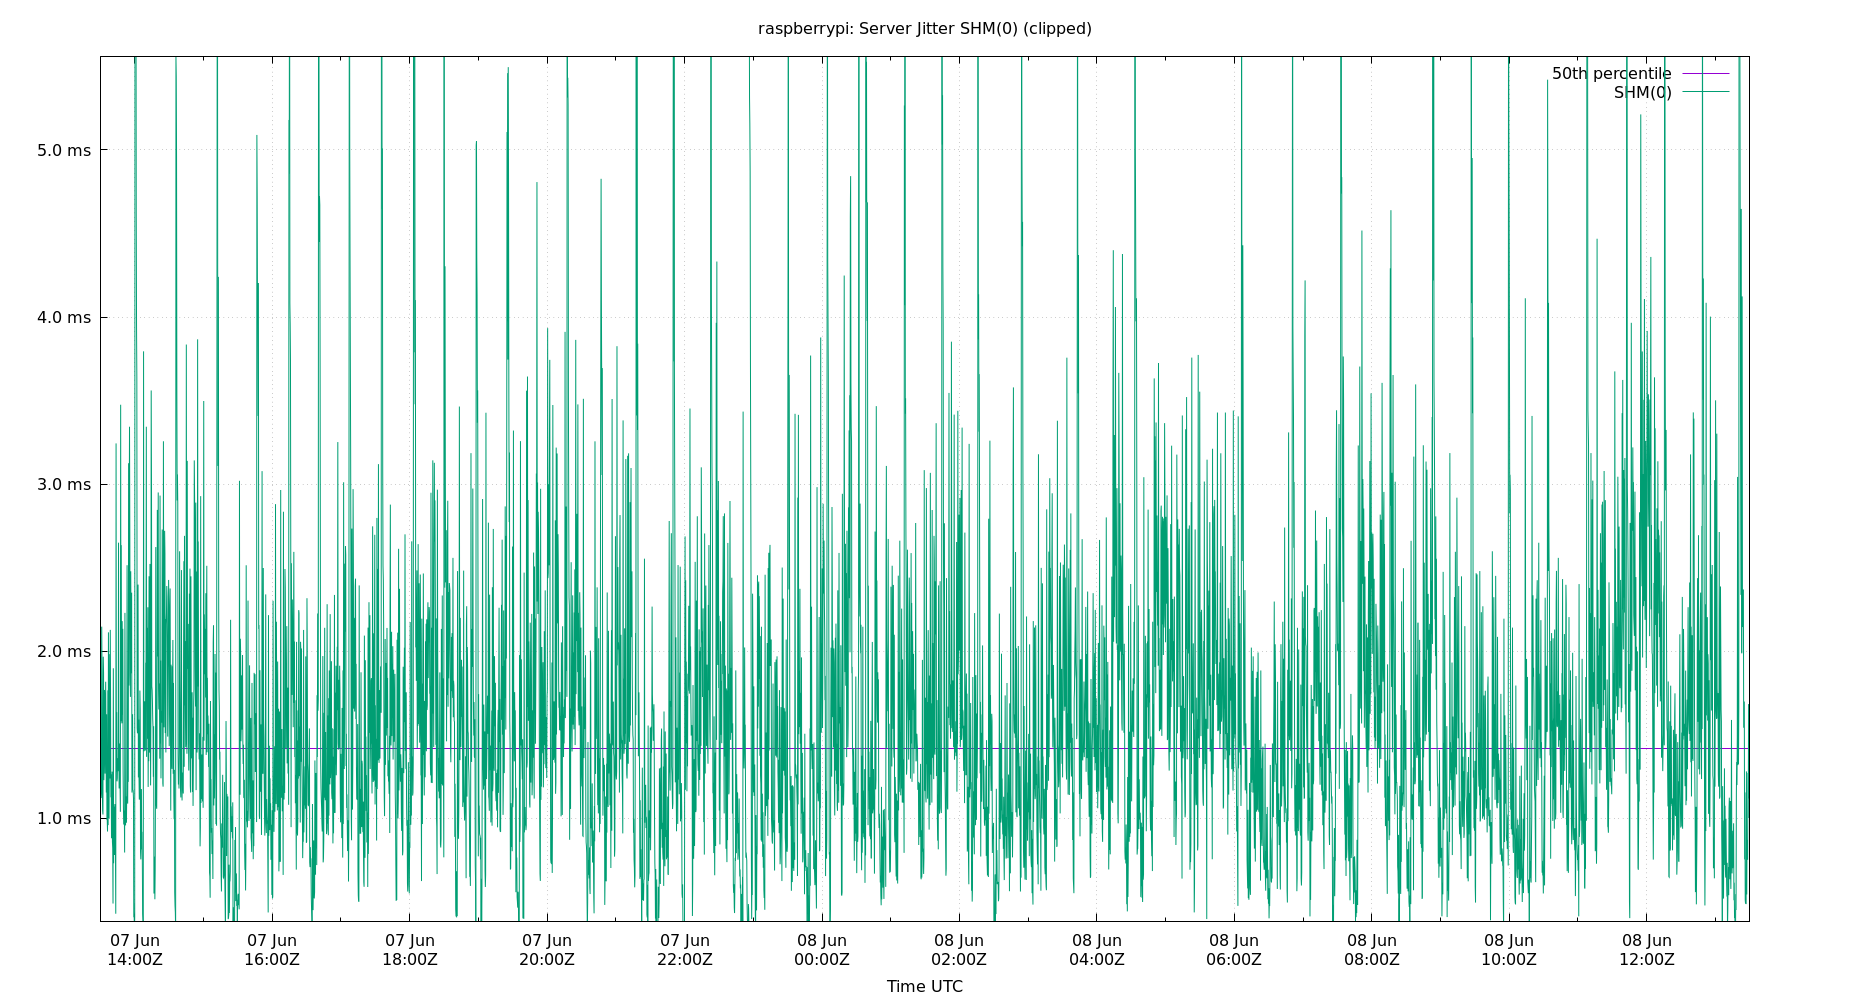 raspberrypi: Server Jitter SHM(0) (clipped)
50th percentile
SHM(0)
5.0 ms
4.0 ms
3.0 ms
2.0 ms
1.0 ms
07 Jun 07 Jun 07 Jun 07 Jun 07 Jun 08 Jun 08 Jun 08 Jun 08 Jun 08 Jun 08 Jun 08 Jun
14:00Z 16:00Z 18:00Z 20:00Z 22:00Z 00:00Z 02:00Z 04:00Z 06:00Z 08:00Z 10:00Z 12:00Z
Time UTC